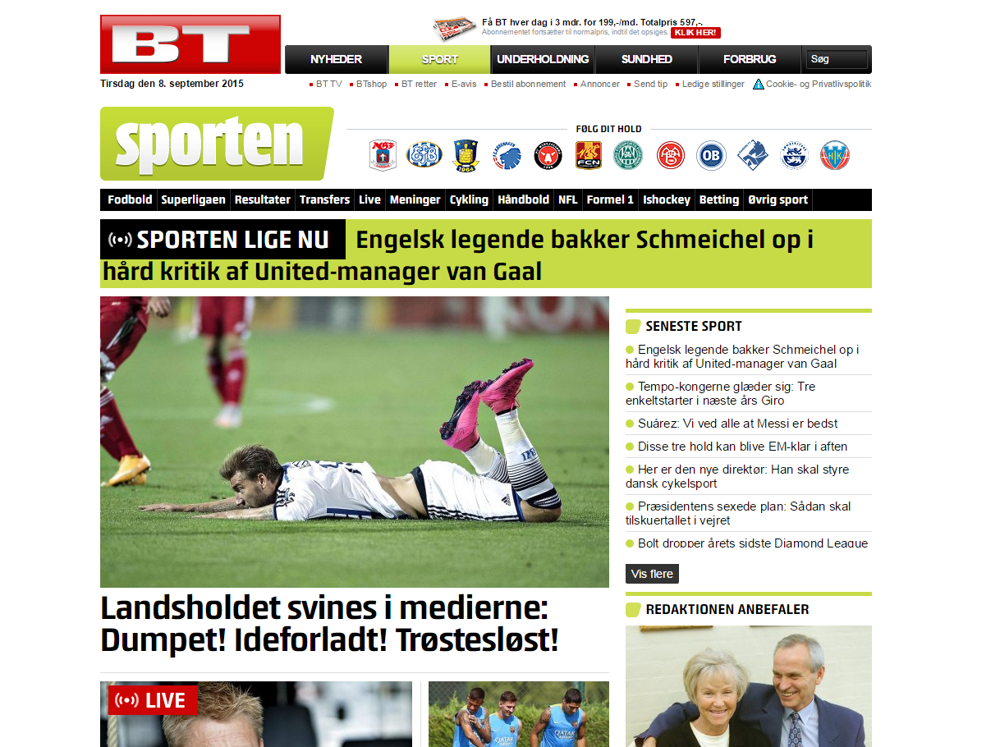 BT
Få BT hver dag i 3 mdr. for 199,-/md. Totalpris 597,-.
Abonnementet fortsætter til normalpris, indtil det opsiges. KLIK HER!
NYHEDER SPORT UNDERHOLDNING SUNDHED FORBRUG Søg
Tirsdag den 8. september 2015
BT TV BTshop BT retter E-avis Bestil abonnement Annoncer Send tip Ledige stillinger Cookie- og Privatlivspolitik
sporten
FØLG DIT HOLD
AGF EfB 1964 FCN OB HIK
Fodbold Superligaen Resultater Transfers Live Meninger Cykling Håndbold NFL Formel 1 Ishockey Betting Øvrig sport
SPORTEN LIGE NU Engelsk legende bakker Schmeichel op i
hård kritik af United-manager van Gaal
SENESTE SPORT
Engelsk legende bakker Schmeichel op i
hård kritik af United-manager van Gaal
Tempo-kongerne glæder sig: Tre
enkeltstarter i næste års Giro
Suárez: Vi ved alle at Messi er bedst
Disse tre hold kan blive EM-klar i aften
Her er den nye direktør: Han skal styre
dansk cykelsport
Præsidentens sexede plan: Sådan skal
tilskuertallet i vejret
Bolt dropper årets sidste Diamond League
Vis flere
Landsholdet svines i medierne:
Dumpet! Ideforladt! Trøstesløst!
REDAKTIONEN ANBEFALER
LIVE
QATAR
QATAR